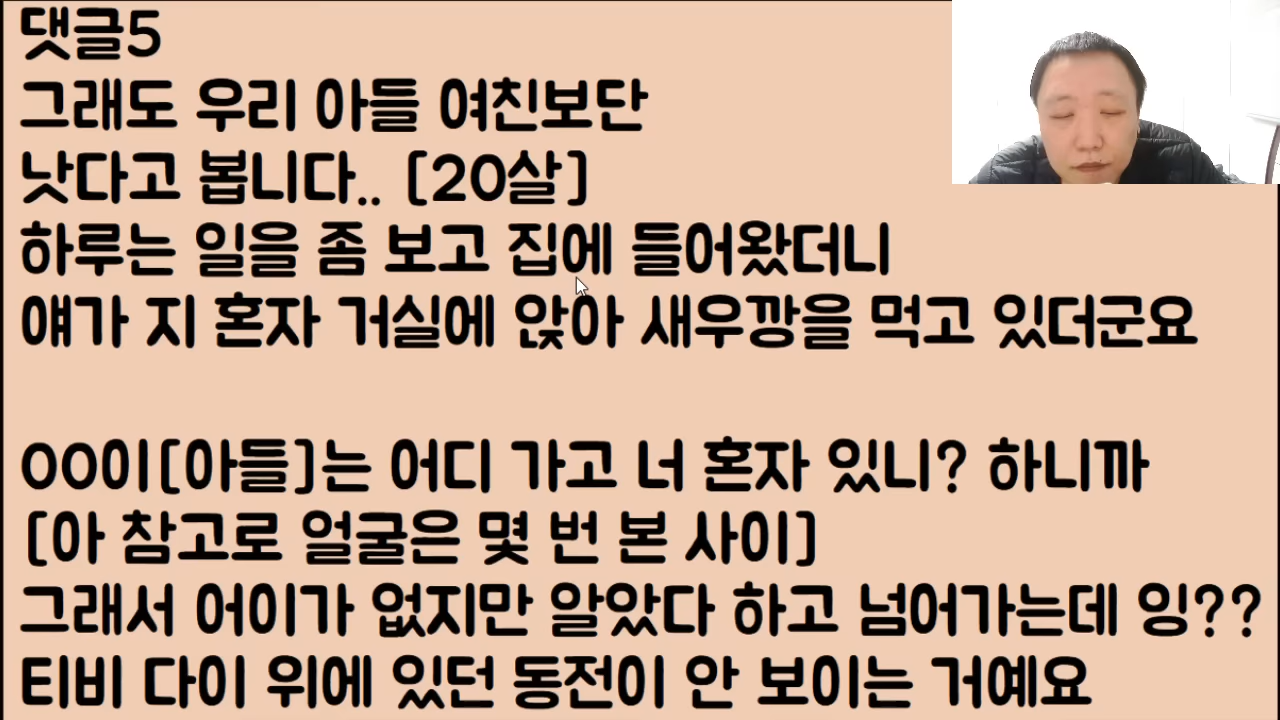 댓글5
그래도 우리 아들 여친보단
낫다고 봅니다.. [20살]
하루는 일을 좀 보고 집에 들어왔더니
얘가 지 혼자 거실에 앉아 새우깡을 먹고 있더군요
OO이[아들]는 어디 가고 너 혼자 있니? 하니까
[아 참고로 얼굴은 몇 번 본 사이]
그래서 어이가 없지만 알았다 하고 넘어가는데 잉??
티비 다이 위에 있던 동전이 안 보이는 거예요